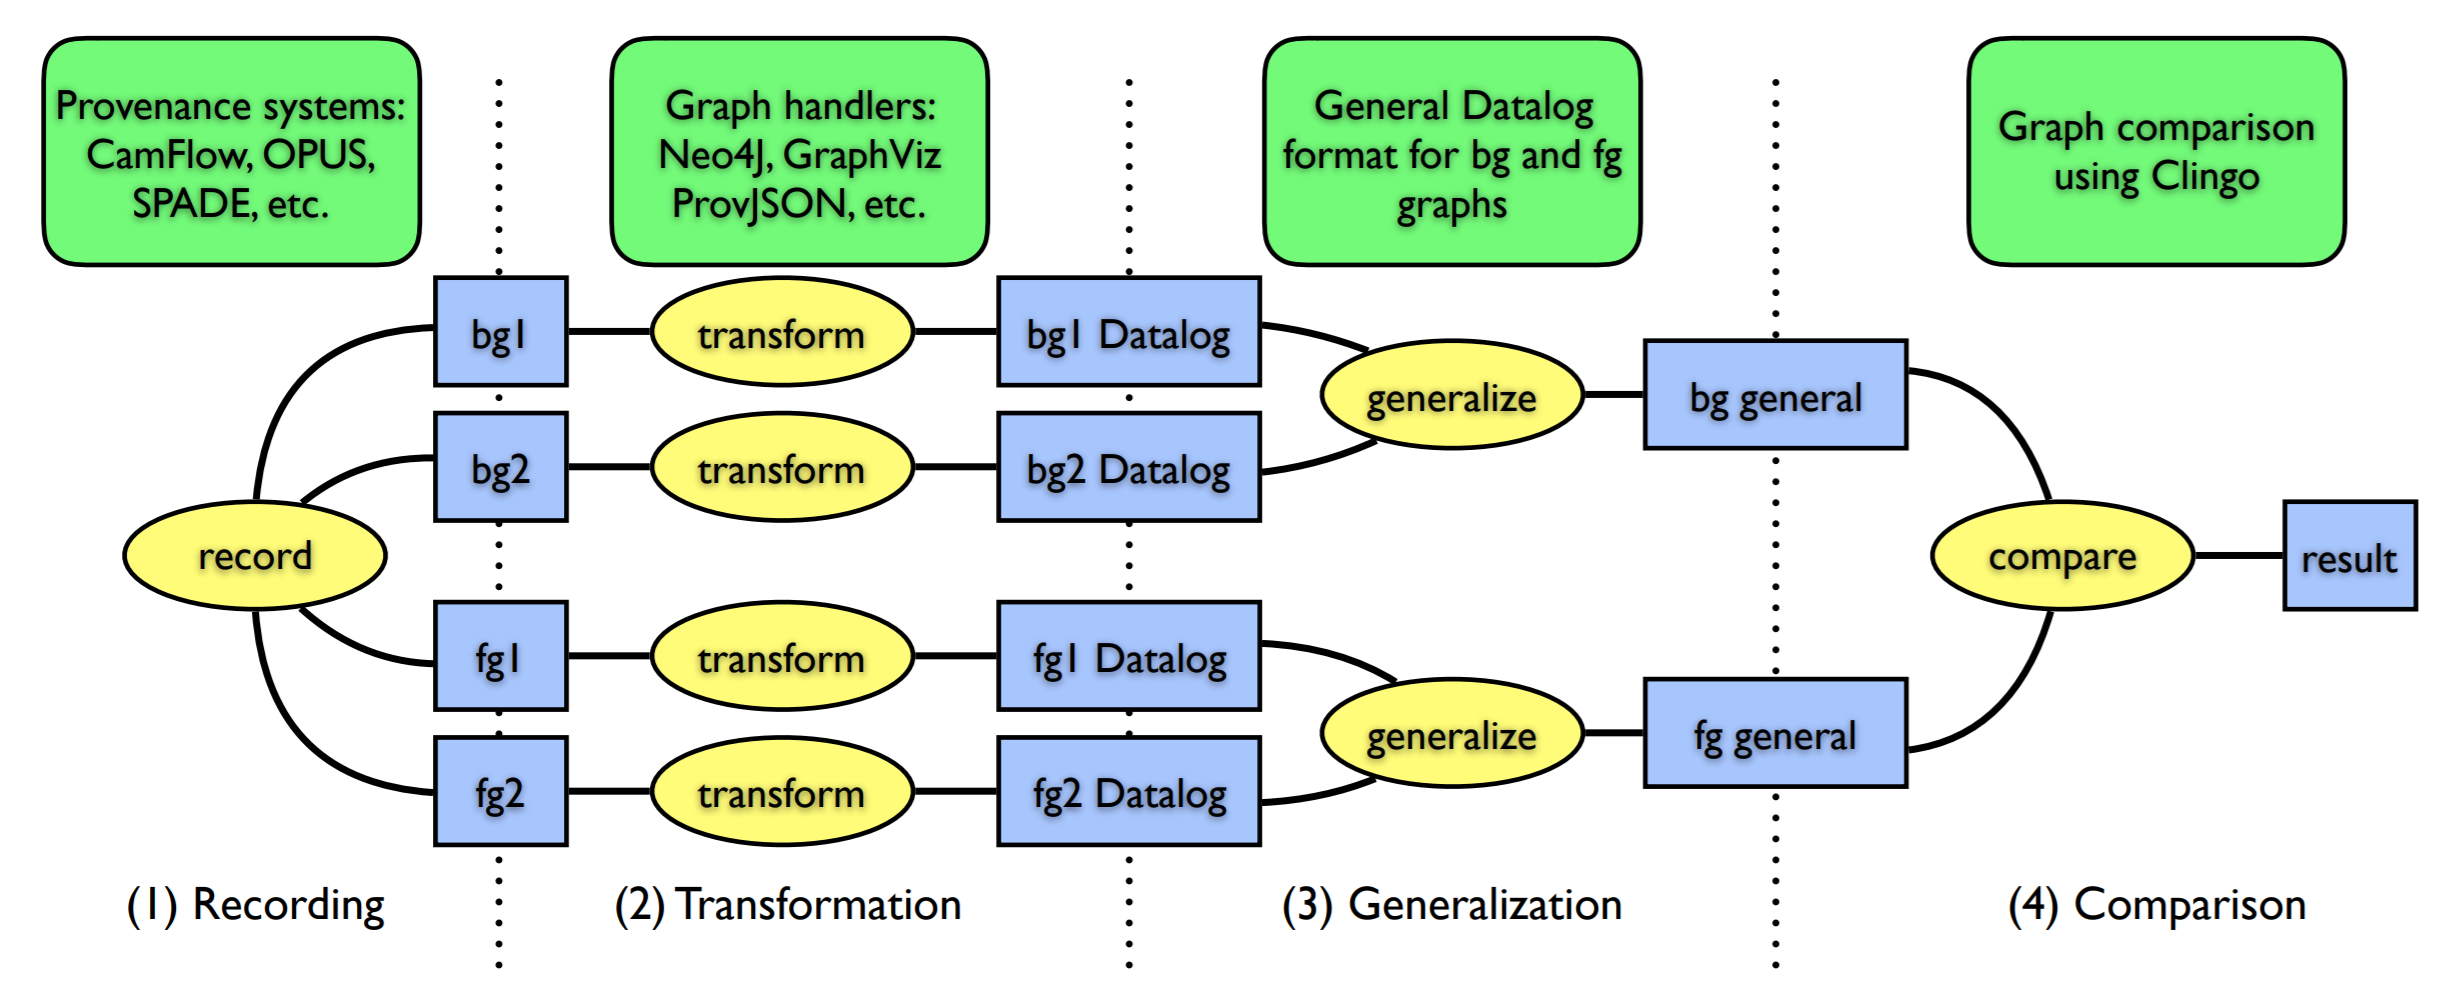 Provenance systems:
CamFlow, OPUS,
SPADE, etc.
Graph handlers:
Neo4J, GraphViz
ProvJSON, etc.
General Datalog
format for bg and fg
graphs
Graph comparison
using Clingo
bg1
transform
bg1 Datalog
generalize
bg general
bg2
transform
bg2 Datalog
record
compare
result
fg1
transform
fg1 Datalog
generalize
fg general
fg2
transform
fg2 Datalog
(1) Recording
(2) Transformation
(3) Generalization
(4) Comparison